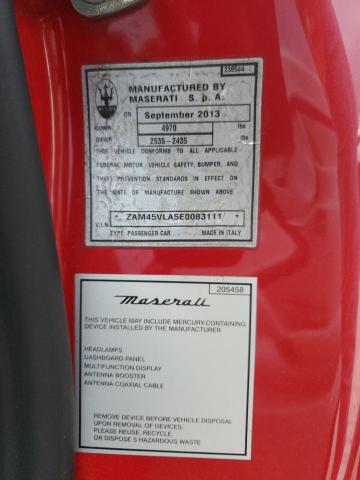 238544
MANUFACTURED BY
MASERATI S. p. A.
ON September 2013
GVWR 4970 lbs
GAWR 2535-2435 lbs
THIS VEHICLE CONFORMS TO ALL APPLICABLE
FEDERAL MOTOR VEHICLE SAFETY, BUMPER, AND
THEFT PREVENTION STANDARDS IN EFFECT ON
THE DATE OF MANUFACTURE SHOWN ABOVE
V.I.N. * ZAM45VLA5E0083111 *
TYPE: PASSENGER CAR MADE IN ITALY
205458
Maserati
THIS VEHICLE MAY INCLUDE MERCURY-CONTAINING
DEVICE INSTALLED BY THE MANUFACTURER
HEADLAMPS
DASHBOARD PANEL
MULTIFUNCTION DISPLAY
ANTENNA BOOSTER
ANTENNA COAXIAL CABLE
REMOVE DEVICE BEFORE VEHICLE DISPOSAL
UPON REMOVAL OF DEVICES:
PLEASE REUSE, RECYCLE,
OR DISPOSE S HAZARDOUS WASTE